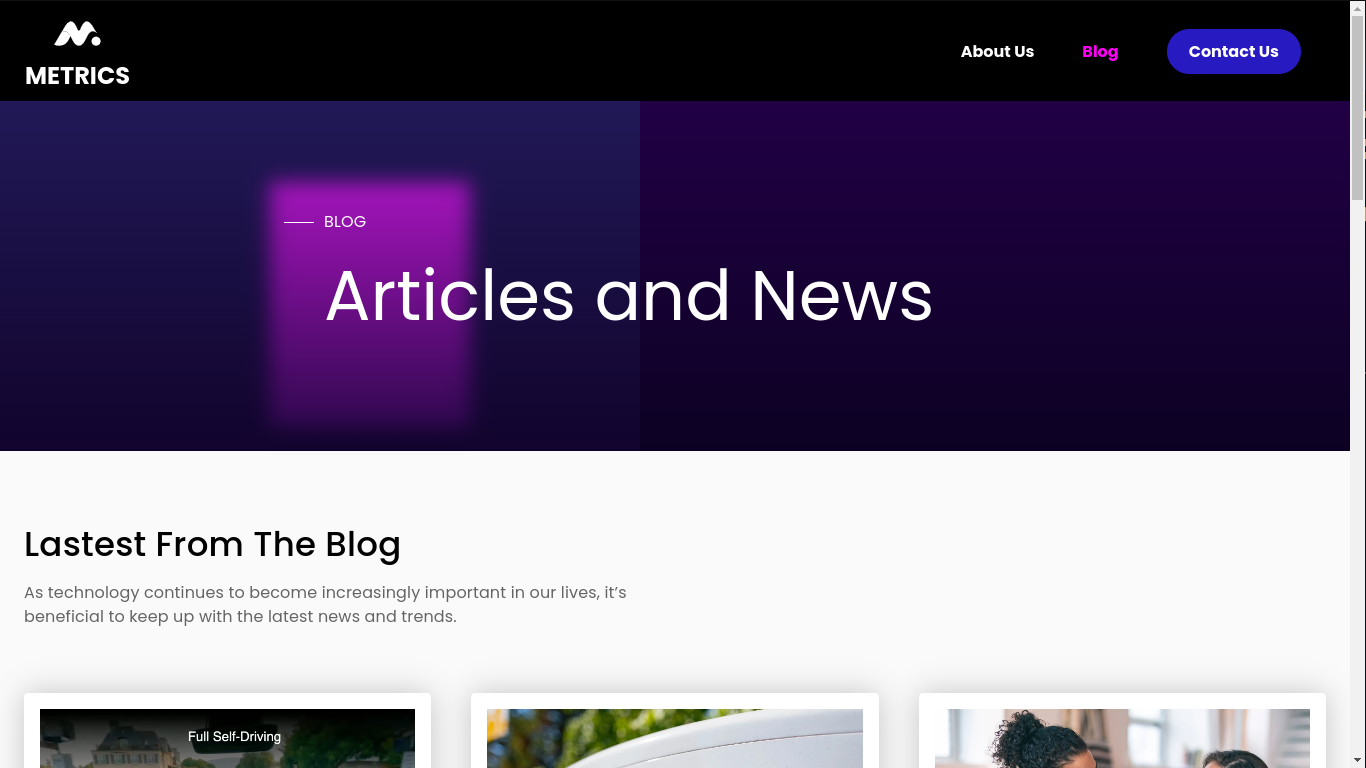 METRICS
About Us
Blog
Contact Us
BLOG
Articles and News
Lastest From The Blog
As technology continues to become increasingly important in our lives, it’s
beneficial to keep up with the latest news and trends.
Full Self-Driving